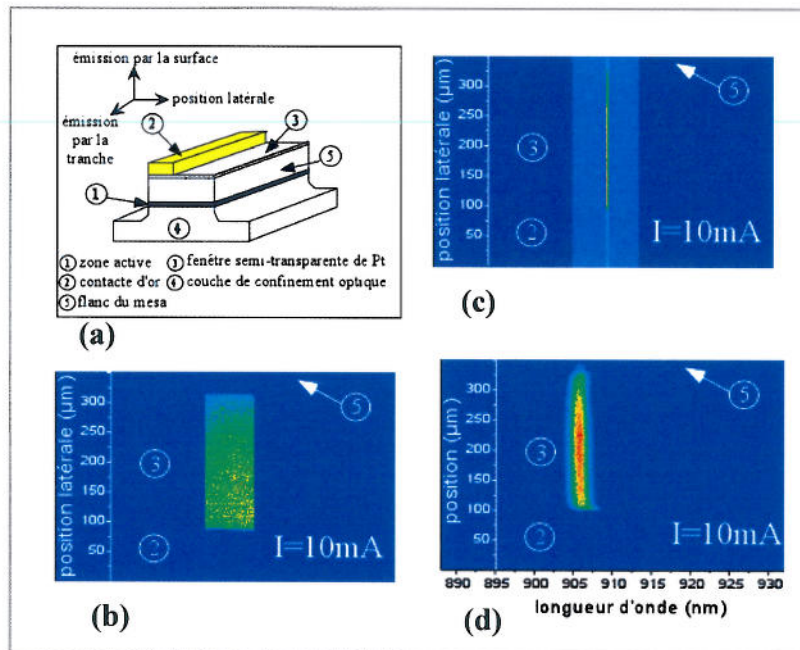 émission par la surface
position latérale
émission
par la
tranche
2
3
5
1
4
① zone active ③ fenêtre semi-transparente de Pt
② contacte d'or ④ couche de confinement optique
⑤ flanc du mesa
(a)
position latérale (µm)
300
250
200
150
100
50
5
3
2
I=10mA
(c)
position latérale (µm)
300
250
200
150
100
50
5
3
2
I=10mA
(b)
position (µm)
300
250
200
150
100
50
5
3
2
I=10mA
890 895 900 905 910 915 920 925 930
longueur d'onde (nm)
(d)